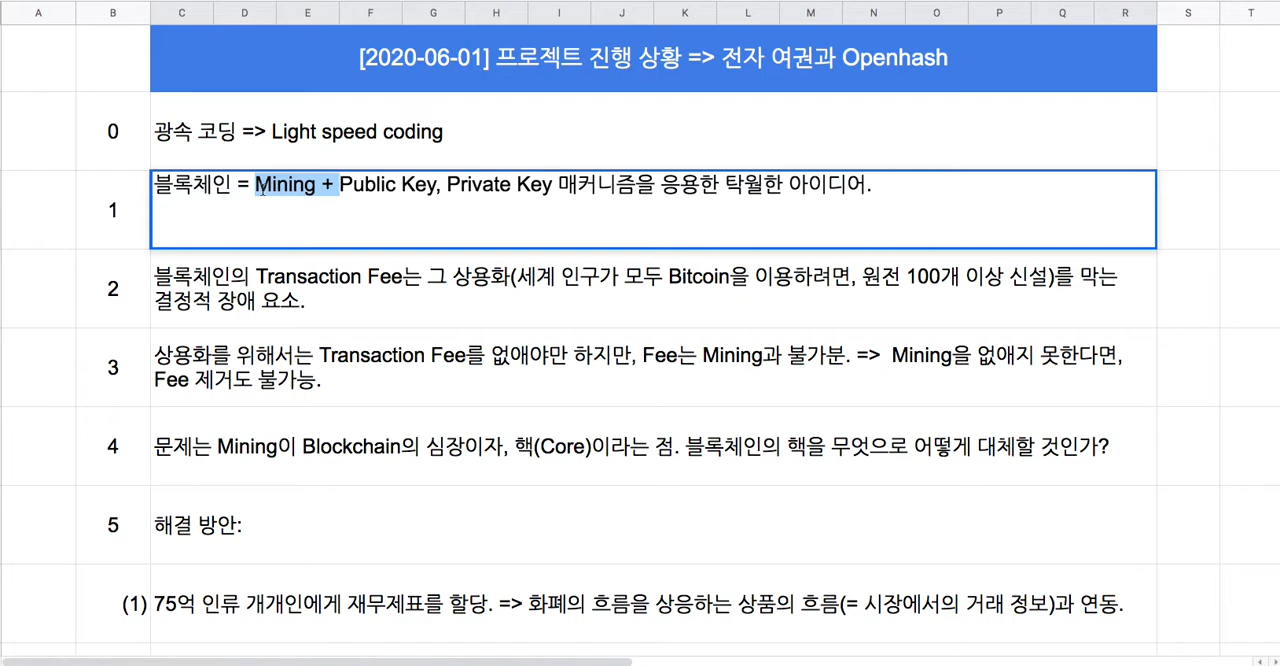 A B C D E F G H I J K L M N O P Q R S T
[2020-06-01] 프로젝트 진행 상황 => 전자 여권과 Openhash
0 광속 코딩 => Light speed coding
1 블록체인 = Mining + Public Key, Private Key 매커니즘을 응용한 탁월한 아이디어.
2 블록체인의 Transaction Fee는 그 상용화(세계 인구가 모두 Bitcoin을 이용하려면, 원전 100개 이상 신설)를 막는
결정적 장애 요소.
3 상용화를 위해서는 Transaction Fee를 없애야만 하지만, Fee는 Mining과 불가분. => Mining을 없애지 못한다면,
Fee 제거도 불가능.
4 문제는 Mining이 Blockchain의 심장이자, 핵(Core)이라는 점. 블록체인의 핵을 무엇으로 어떻게 대체할 것인가?
5 해결 방안:
(1) 75억 인류 개개인에게 재무제표를 할당. => 화폐의 흐름을 상응하는 상품의 흐름(= 시장에서의 거래 정보)과 연동.